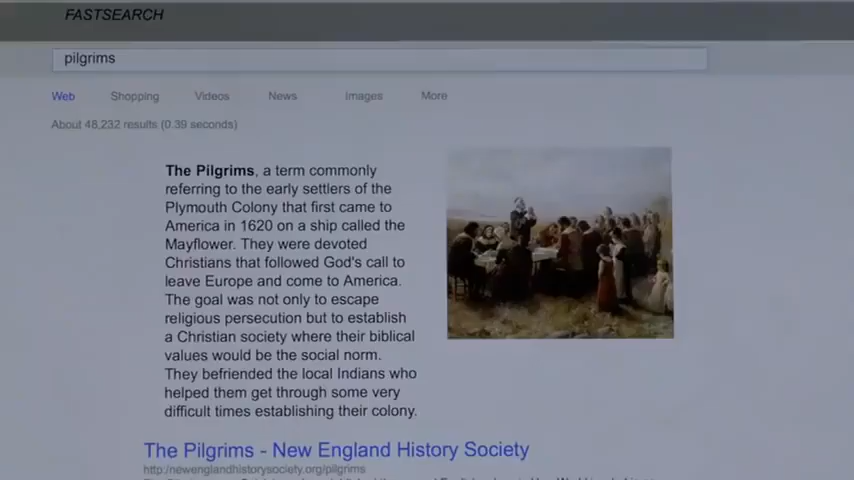 FASTSEARCH
pilgrims
Web Shopping Videos News Images More
About 48,232 results (0.39 seconds)
The Pilgrims, a term commonly
referring to the early settlers of the
Plymouth Colony that first came to
America in 1620 on a ship called the
Mayflower. They were devoted
Christians that followed God's call to
leave Europe and come to America.
The goal was not only to escape
religious persecution but to establish
a Christian society where their biblical
values would be the social norm.
They befriended the local Indians who
helped them get through some very
difficult times establishing their colony.
The Pilgrims - New England History Society
http://newenglandhistorysociety.org/pilgrims